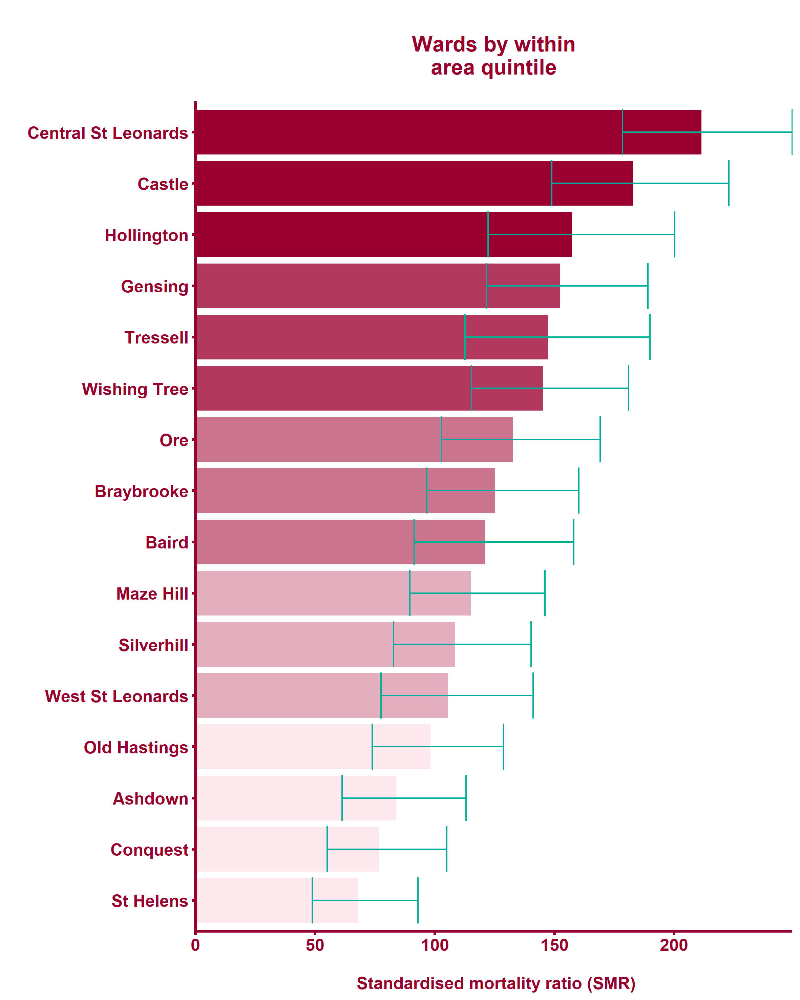 Wards by within
area quintile
Central St Leonards
Castle
Hollington
Gensing
Tressell
Wishing Tree
Ore
Braybrooke
Baird
Maze Hill
Silverhill
West St Leonards
Old Hastings
Ashdown
Conquest
St Helens
0 50 100 150 200
Standardised mortality ratio (SMR)